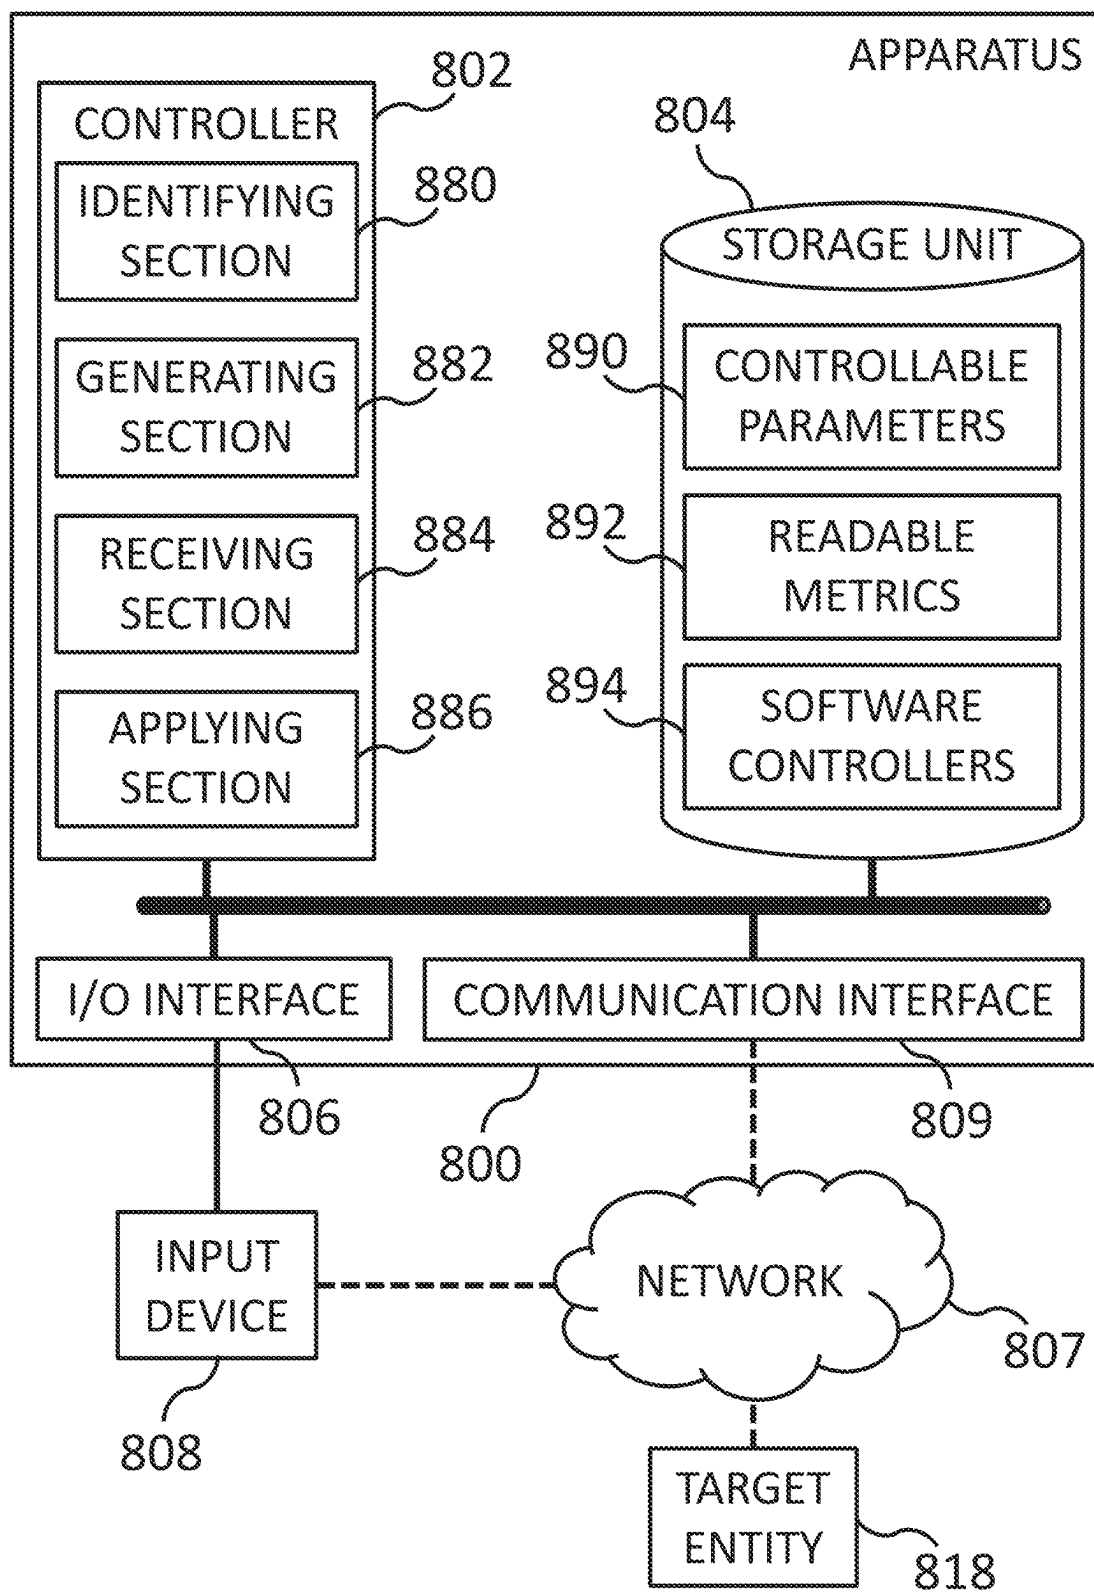 APPARATUS
802
CONTROLLER
804
IDENTIFYING
SECTION
880
STORAGE UNIT
GENERATING
SECTION
882
890
CONTROLLABLE
PARAMETERS
RECEIVING
SECTION
884
892
READABLE
METRICS
APPLYING
SECTION
886
894
SOFTWARE
CONTROLLERS
I/O INTERFACE
COMMUNICATION INTERFACE
806
800
809
INPUT
DEVICE
NETWORK
807
808
TARGET
ENTITY
818